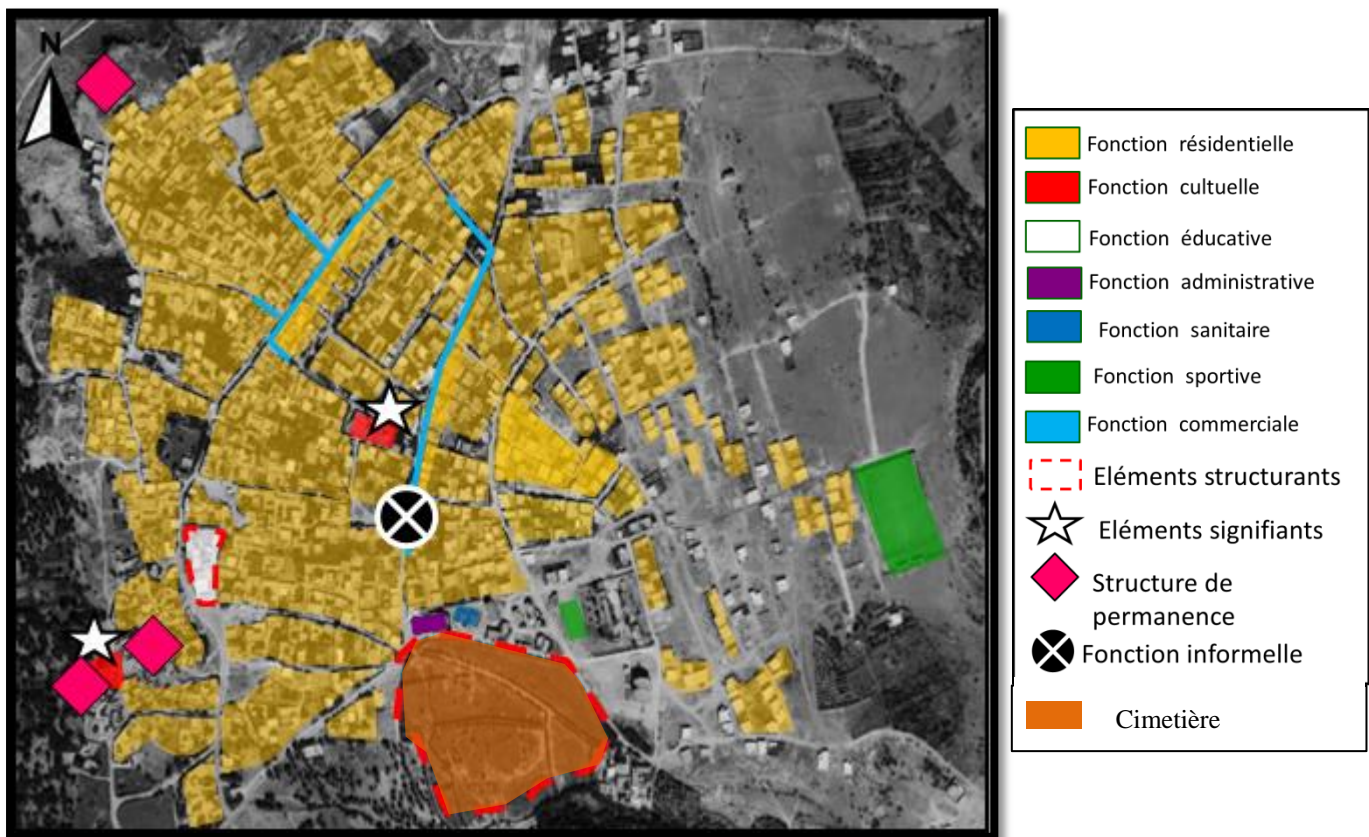 N
Fonction résidentielle
Fonction cultuelle
Fonction éducative
Fonction administrative
Fonction sanitaire
Fonction sportive
Fonction commerciale
Eléments structurants
Eléments signifiants
Structure de
permanence
Fonction informelle
Cimetière